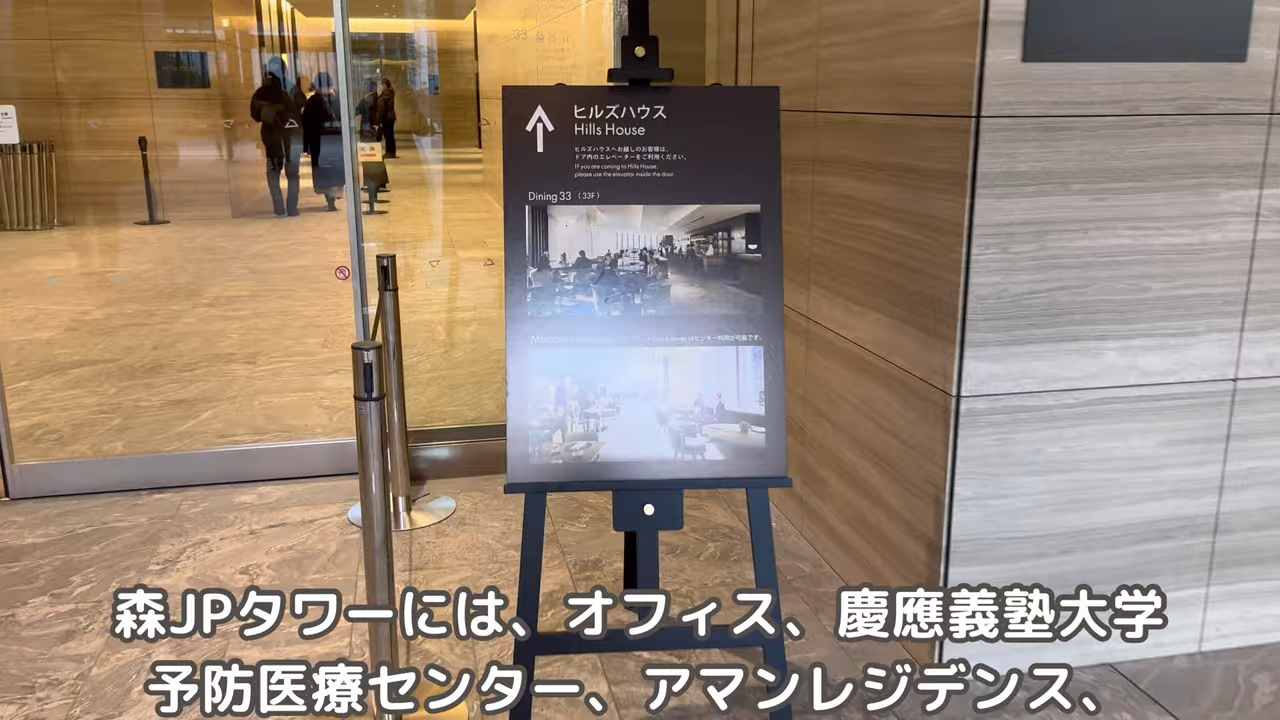 33
ヒルズハウス
Hills House
ヒルズハウスへお越しのお客様は、
ドア内のエレベーターをご利用ください。
If you are coming to Hills House,
please use the elevator inside the door.
Dining 33 (33F)
森JPタワーには、オフィス、慶應義塾大学
予防医療センター、アマンレジデンス、